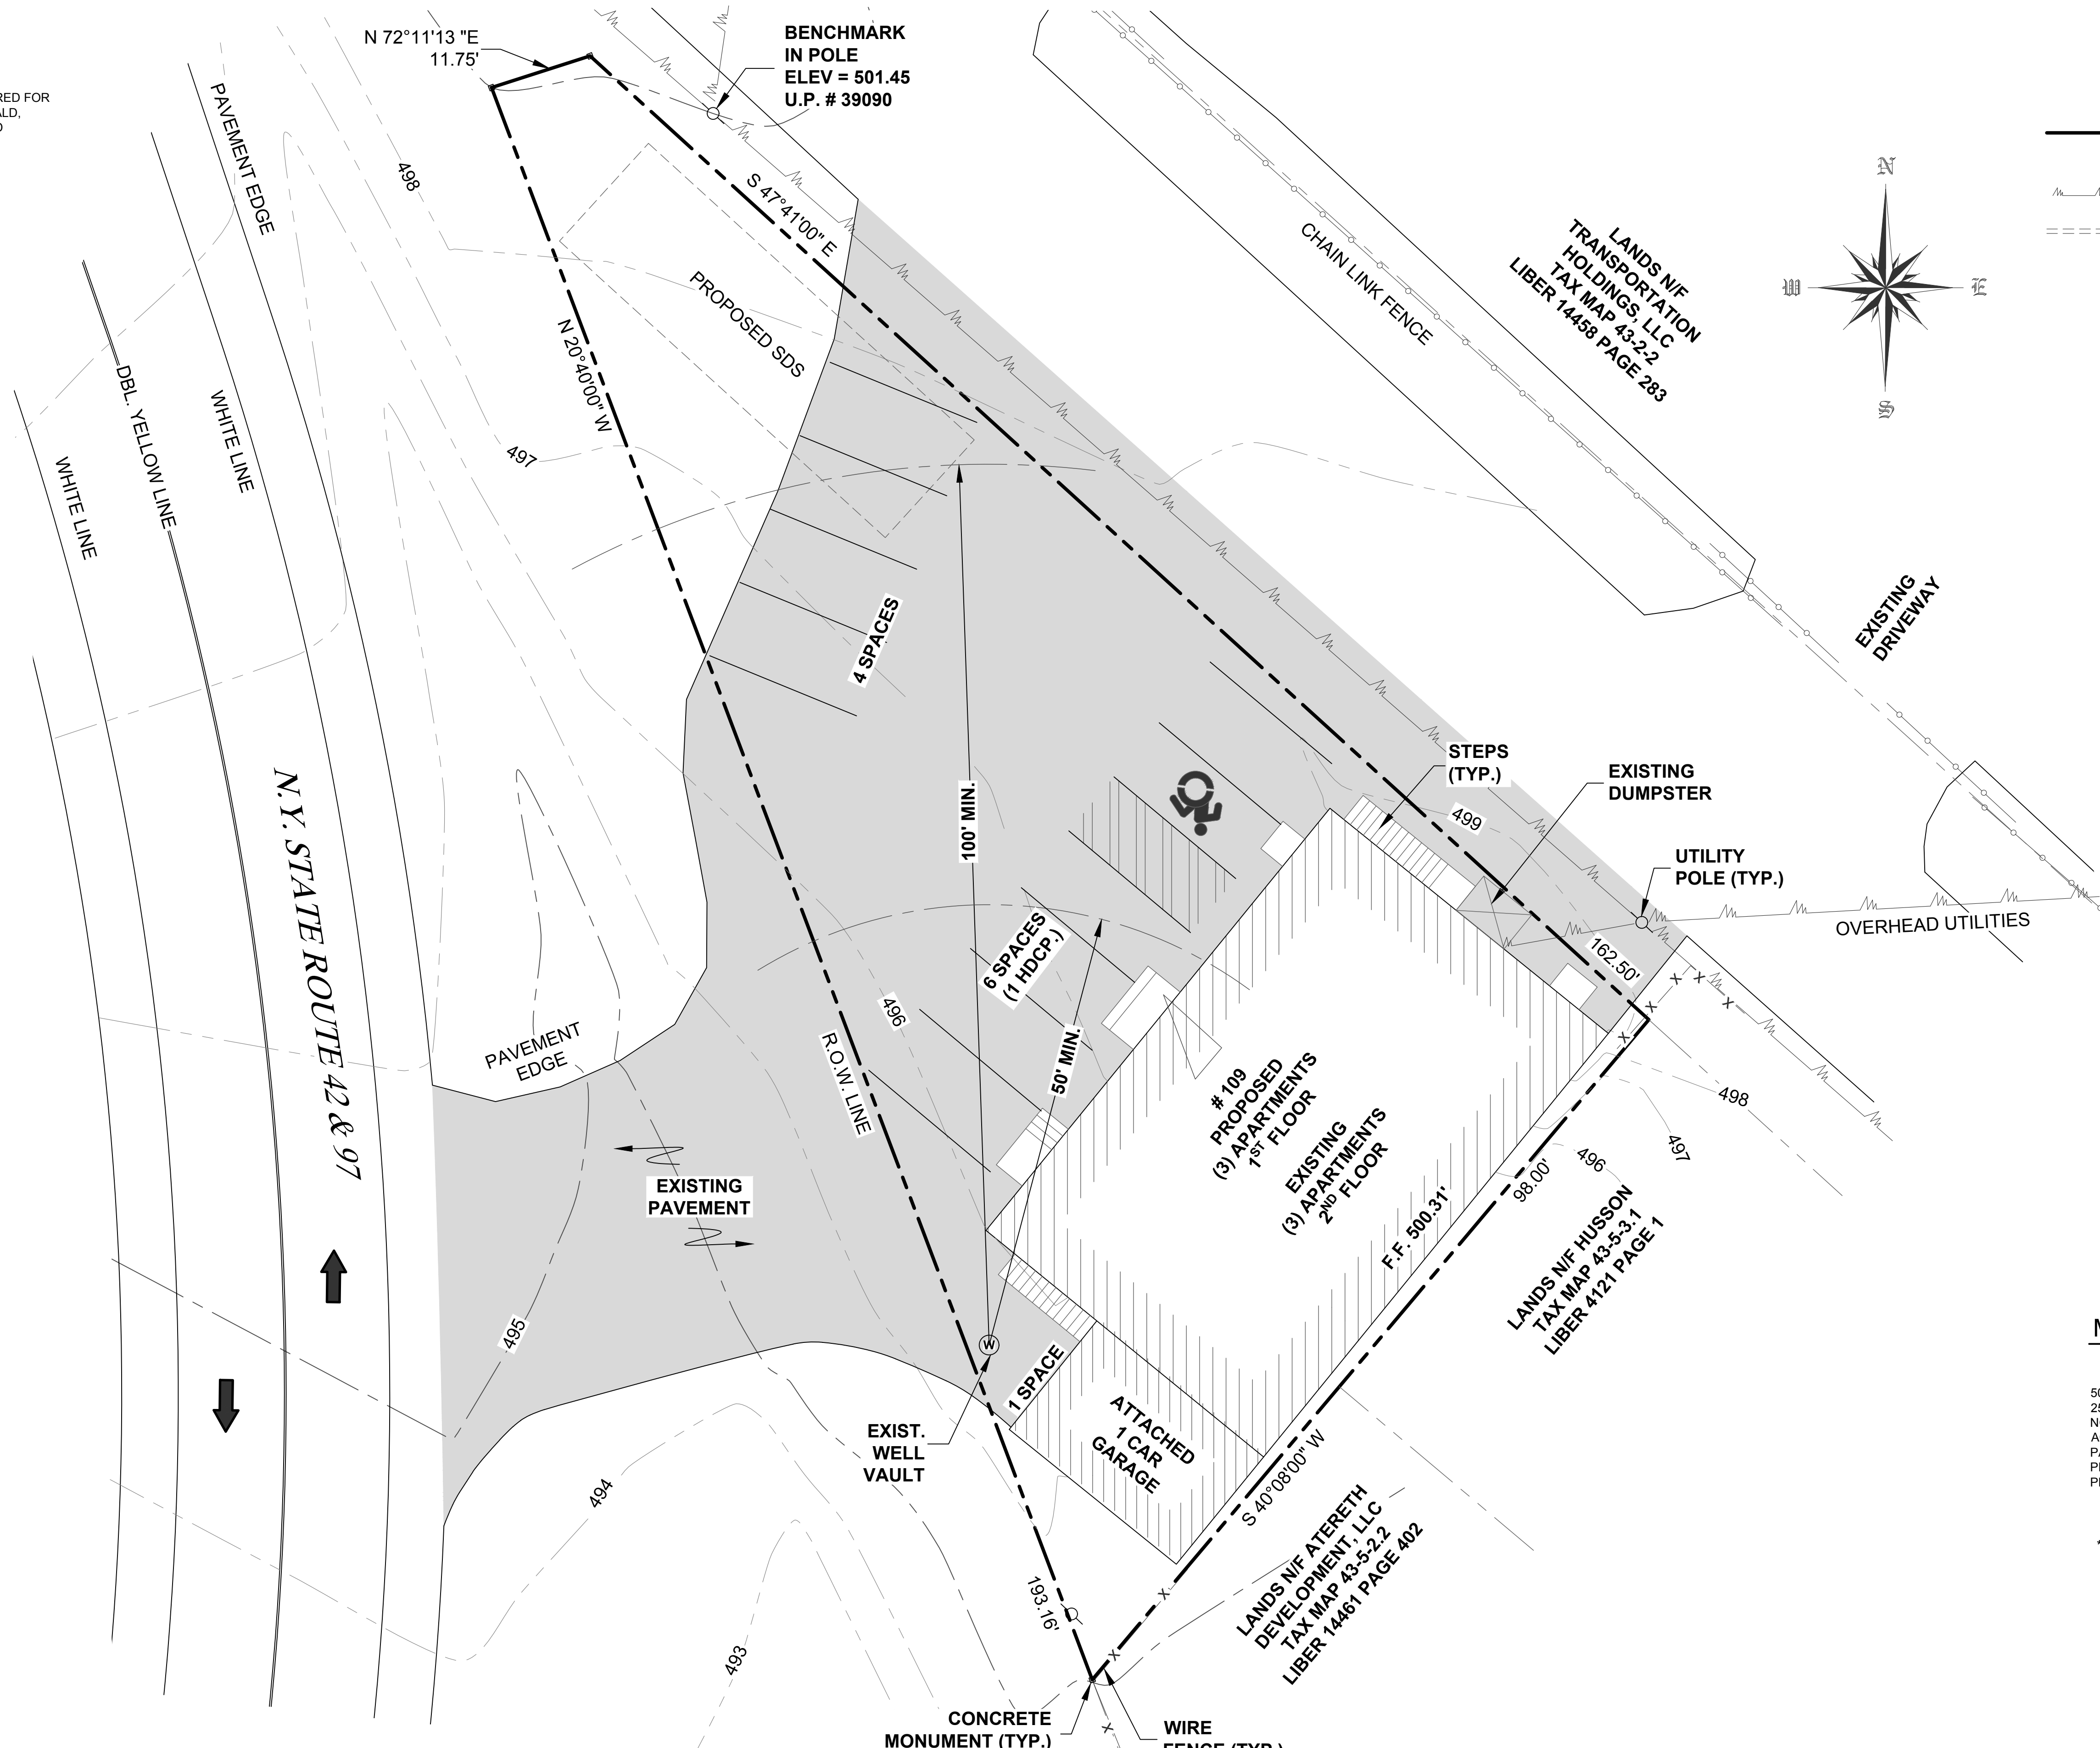 N 72°11'13 "E
11.75'
BENCHMARK
IN POLE
ELEV = 501.45
U.P. # 39090
RED FOR
ALD,
PAVEMENT EDGE
498
S 47°41'00" E
PROPOSED SDS
N 20°40'00" W
CHAIN LINK FENCE
LANDS N/F
TRANSPORTATION
HOLDINGS, LLC
TAX MAP 43-2-2
LIBER 14458 PAGE 283
N
W
E
S
DBL. YELLOW LINE
WHITE LINE
WHITE LINE
497
4 SPACES
EXISTING
DRIVEWAY
100' MIN.
STEPS
(TYP.)
EXISTING
DUMPSTER
499
UTILITY
POLE (TYP.)
OVERHEAD UTILITIES
162.50'
N.Y. STATE ROUTE 42 & 97
6 SPACES
(1 HDCP.)
496
50' MIN.
R.O.W. LINE
PAVEMENT
EDGE
# 109
PROPOSED
(3) APARTMENTS
1ST FLOOR
EXISTING
(3) APARTMENTS
2ND FLOOR
F.F. 500.31'
498
497
496
98.00'
LANDS N/F HUSSON
TAX MAP 43-5-3.1
LIBER 4121 PAGE 1
EXISTING
PAVEMENT
495
W
1 SPACE
EXIST.
WELL
VAULT
ATTACHED
1 CAR
GARAGE
S 40°08'00" W
494
LANDS N/F ATERETH
DEVELOPMENT, LLC
TAX MAP 43-5-2.2
LIBER 14461 PAGE 402
193.16'
493
CONCRETE
MONUMENT (TYP.)
WIRE
FENCE (TYP.)